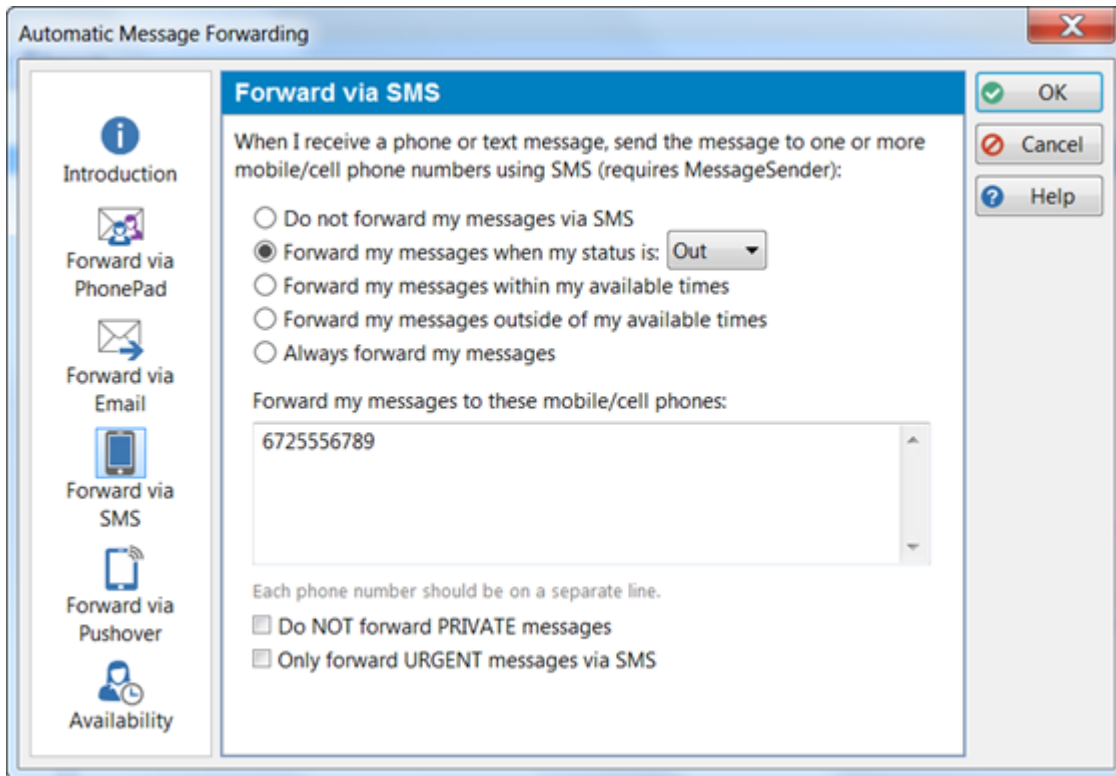 Automatic Message Forwarding
Introduction
Forward via
PhonePad
Forward via
Email
Forward via
SMS
Forward via
Pushover
Availability
Forward via SMS
When I receive a phone or text message, send the message to one or more
mobile/cell phone numbers using SMS (requires MessageSender):
Do not forward my messages via SMS
Forward my messages when my status is: Out
Forward my messages within my available times
Forward my messages outside of my available times
Always forward my messages
Forward my messages to these mobile/cell phones:
6725556789
Each phone number should be on a separate line.
Do NOT forward PRIVATE messages
Only forward URGENT messages via SMS
OK
Cancel
Help